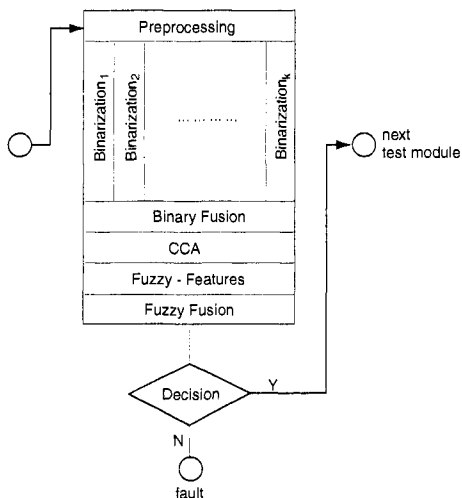 Preprocessing
Binarization1
Binarization2
............
Binarizationk
next
test module
Binary Fusion
CCA
Fuzzy - Features
Fuzzy Fusion
Decision
Y
N
fault